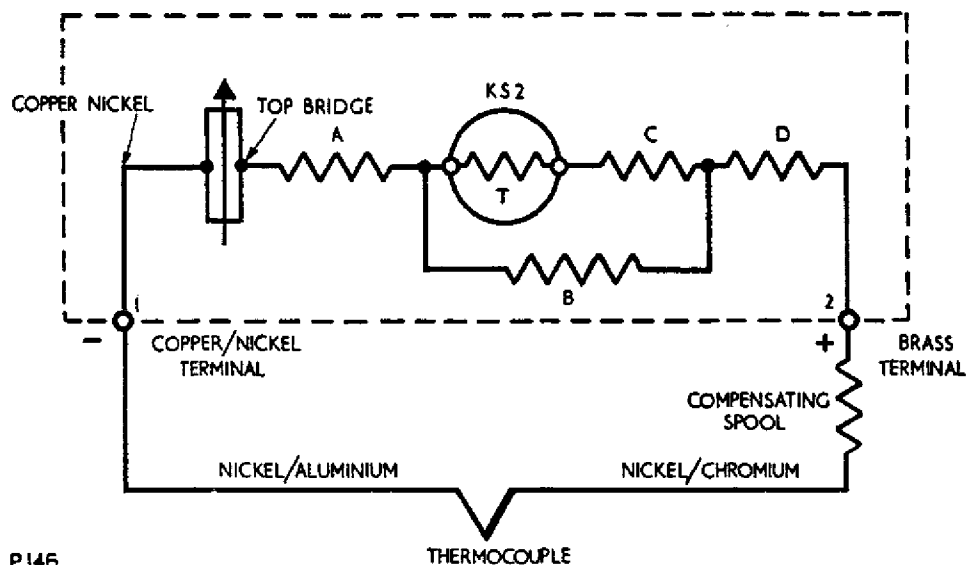 COPPER NICKEL
TOP BRIDGE
A
KS2
T
C
D
B
1
-
COPPER/NICKEL
TERMINAL
2
+
BRASS
TERMINAL
COMPENSATING
SPOOL
NICKEL/ALUMINIUM
NICKEL/CHROMIUM
THERMOCOUPLE
P.146